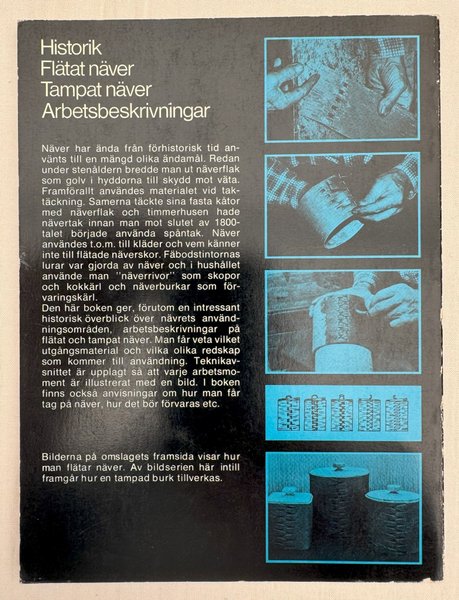 Historik
Flätat näver
Tampat näver
Arbetsbeskrivningar
Näver har ända från förhistorisk tid an-
vänts till en mängd olika ändamål. Redan
under stenåldern bredde man ut näverflak
som golv i hyddorna till skydd mot väta.
Framförallt användes materialet vid tak-
täckning. Samerna täckte sina fasta kåtor
med näverflak och timmerhusen hade
nävertak innan man mot slutet av 1800-
talet började använda spåntak. Näver
användes t.o.m. till kläder och vem känner
inte till flätade näverskor. Fäbodstintornas
lurar var gjorda av näver och i hushållet
använde man "näverrivor" som skopor
och kokkärl och näverburkar som för-
varingskärl.
Den här boken ger, förutom en intressant
historisk överblick över nävrets använd-
ningsområden, arbetsbeskrivningar på
flätat och tampat näver. Man får veta vilket
utgångsmaterial och vilka olika redskap
som kommer till användning. Teknikav-
snittet är upplagt så att varje arbetsmo-
ment är illustrerat med en bild. I boken
finns också anvisningar om hur man får
tag på näver, hur det bör förvaras etc.
Bilderna på omslagets framsida visar hur
man flätar näver. Av bildserien här intill
framgår hur en tampad burk tillverkas.